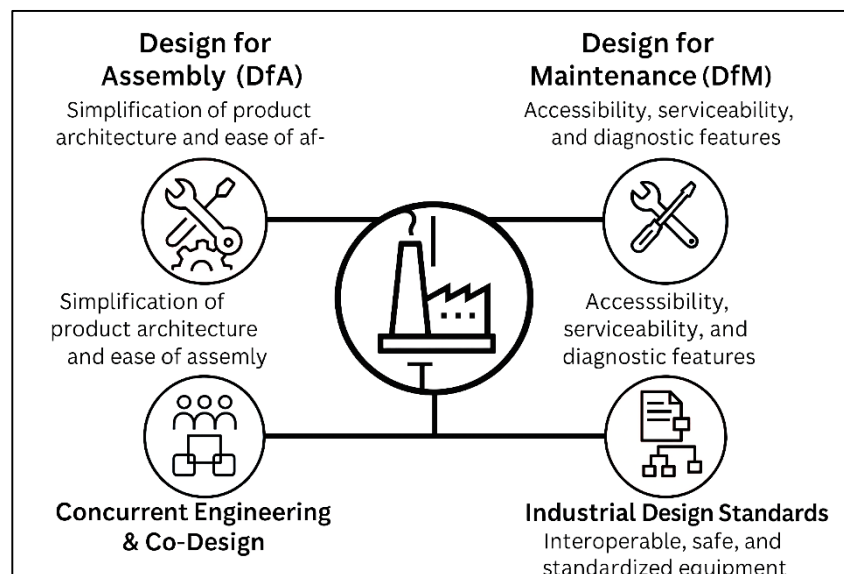 Design for
Assembly (DfA)
Simplification of product
architecture and ease of af-
Design for
Maintenance (DfM)
Accessibility, serviceability,
and diagnostic features
Simplification of
product architecture
and ease of assemly
Accesssibility,
serviceability, and
diagnostic features
Concurrent Engineering
& Co-Design
Industrial Design Standards
Interoperable, safe, and
standardized equipment